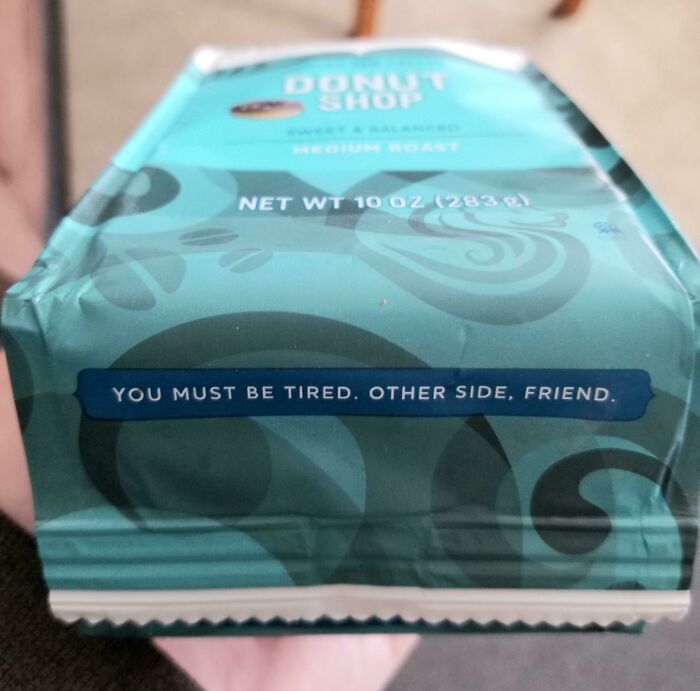 DONUT
SHOP
SWEET & BALANCED
MEDIUM ROAST
NET WT 10 OZ (283 g)
YOU MUST BE TIRED. OTHER SIDE, FRIEND.